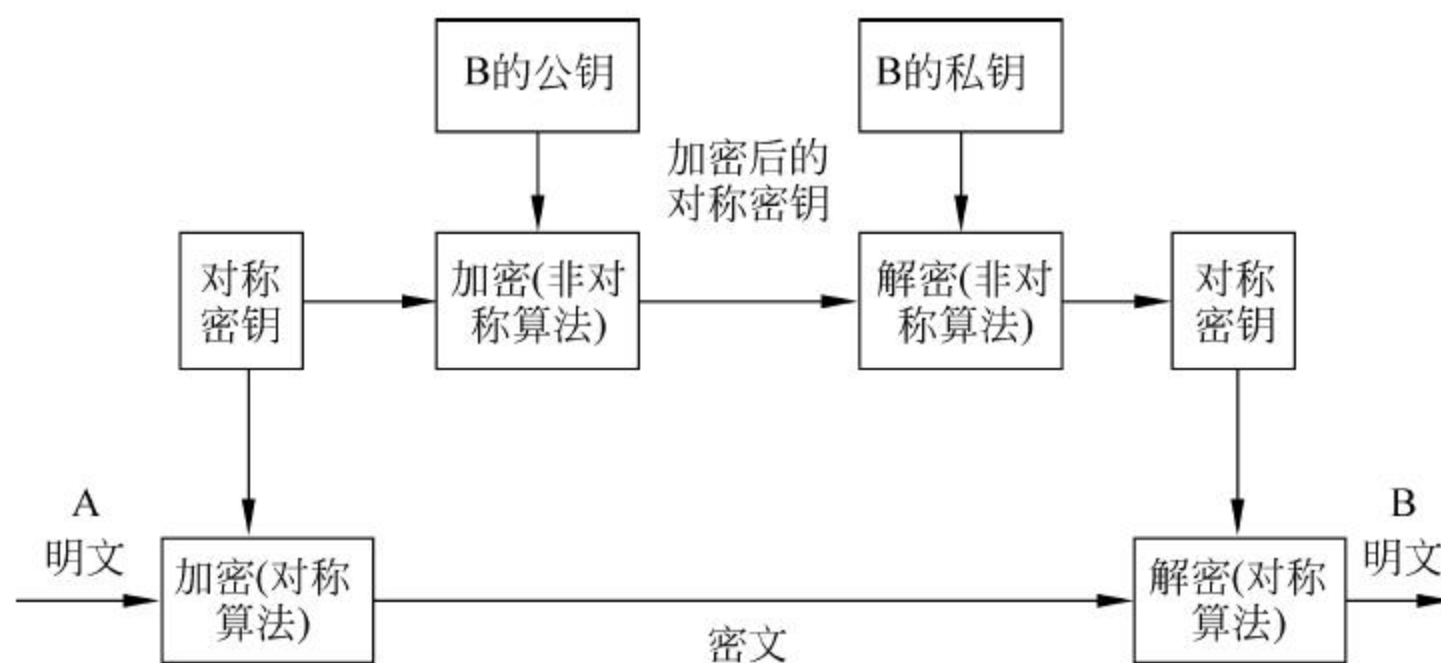 B的公钥
B的私钥
加密后的
对称密钥
对称
密钥
加密(非对
称算法)
解密(非对
称算法)
对称
密钥
A
明文
加密(对称
算法)
密文
解密(对称
算法)
B
明文